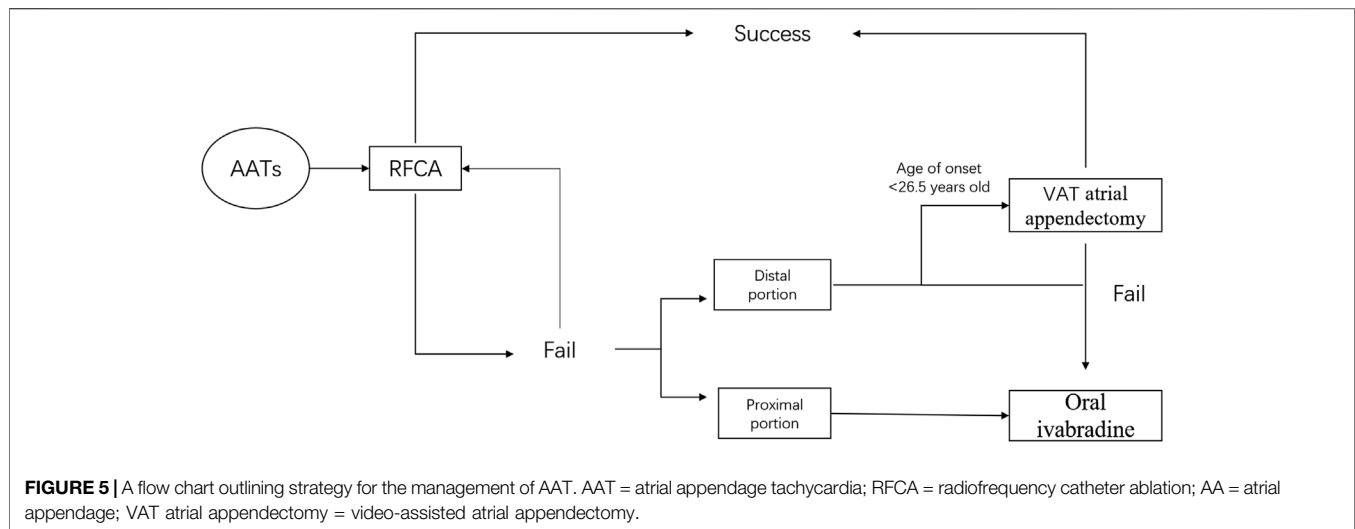 Success
AATs
RFCA
Age of onset
<26.5 years old
VAT atrial
appendectomy
Distal
portion
Fail
Fail
Proximal
portion
Oral
ivabradine
FIGURE 5 | A flow chart outlining strategy for the management of AAT. AAT = atrial appendage tachycardia; RFCA = radiofrequency catheter ablation; AA = atrial
appendage; VAT atrial appendectomy = video-assisted atrial appendectomy.